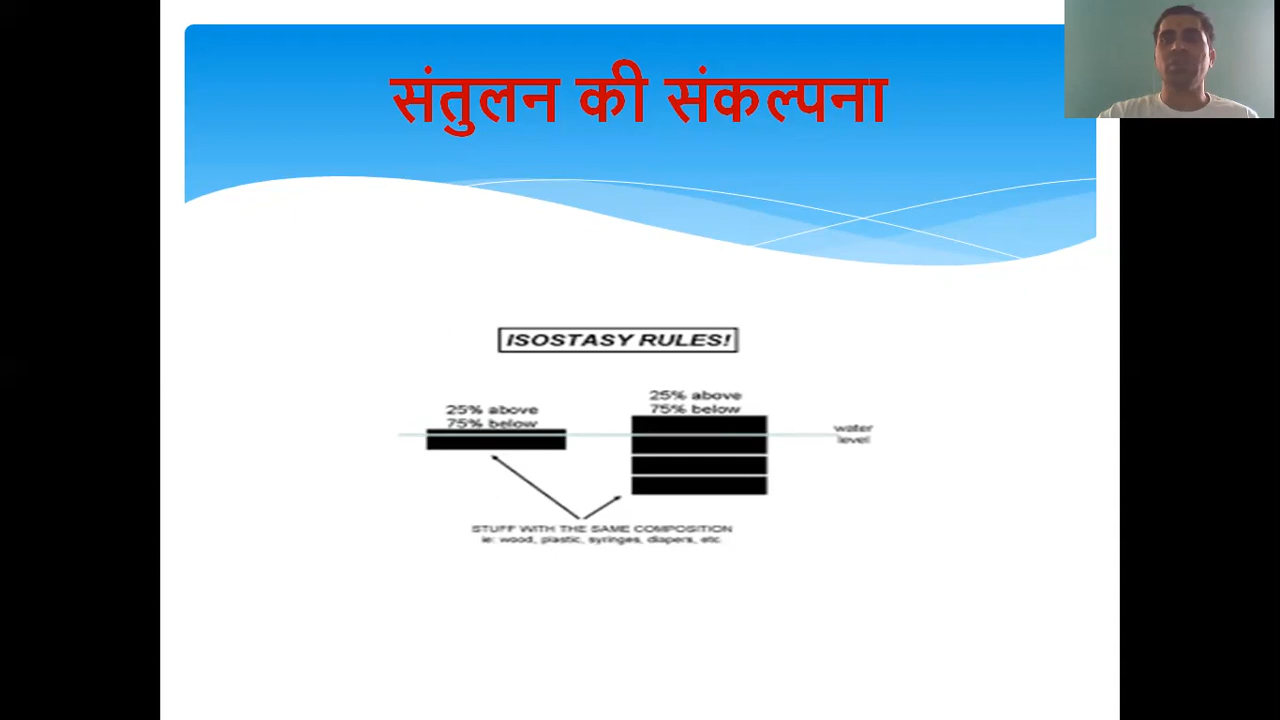 संतुलन की संकल्पना
ISOSTASY RULES!
25% above
75% below
25% above
75% below
water
level
STUFF WITH THE SAME COMPOSITION
ie: wood, plastic, syringes, diapers, etc